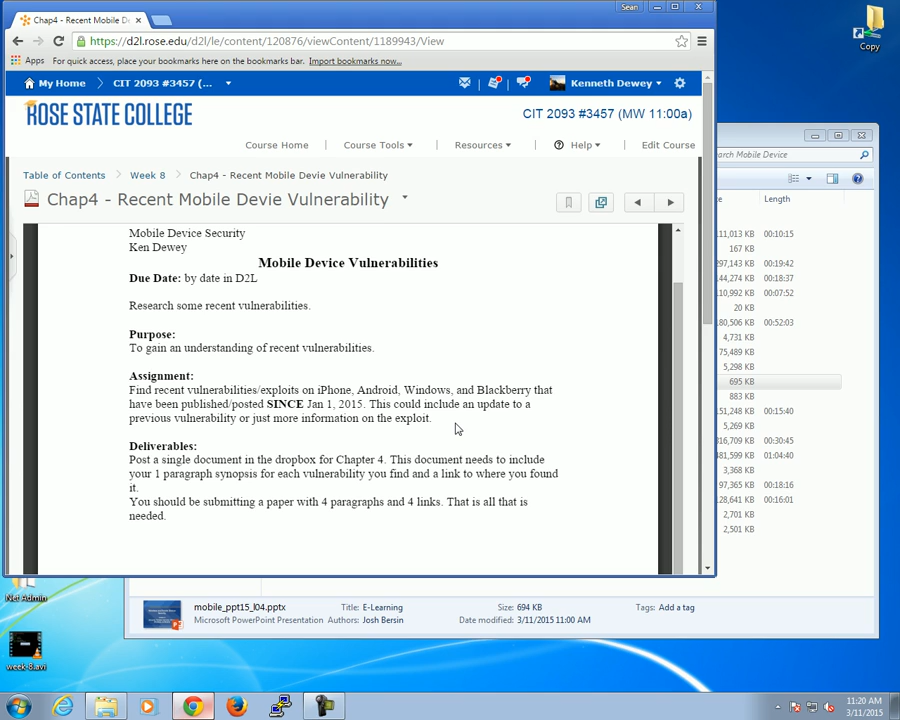 Sean
Chap4 - Recent Mobile D
https://d2l.rose.edu/d2l/le/content/120876/viewContent/1189943/View
Apps For quick access, place your bookmarks here on the bookmarks bar. Import bookmarks now...
My Home CIT 2093 #3457 (... Kenneth Dewey
ROSE STATE COLLEGE CIT 2093 #3457 (MW 11:00a)
Course Home Course Tools Resources Help Edit Course
Table of Contents Week 8 Chap4 - Recent Mobile Devie Vulnerability
Chap4 - Recent Mobile Devie Vulnerability
Mobile Device Security
Ken Dewey
Mobile Device Vulnerabilities
Due Date: by date in D2L
Research some recent vulnerabilities.
Purpose:
To gain an understanding of recent vulnerabilities.
Assignment:
Find recent vulnerabilities/exploits on iPhone, Android, Windows, and Blackberry that
have been published/posted SINCE Jan 1, 2015. This could include an update to a
previous vulnerability or just more information on the exploit.
Deliverables:
Post a single document in the dropbox for Chapter 4. This document needs to include
your 1 paragraph synopsis for each vulnerability you find and a link to where you found
it.
You should be submitting a paper with 4 paragraphs and 4 links. That is all that is
needed.
Copy
Mobile Device
Length
111,013 KB 00:10:15
167 KB
297,143 KB 00:19:42
144,274 KB 00:18:37
110,992 KB 00:07:52
20 KB
180,506 KB 00:52:03
4,731 KB
75,489 KB
5,298 KB
695 KB
883 KB
151,248 KB 00:15:40
5,269 KB
316,709 KB 00:30:45
481,599 KB 01:04:40
3,368 KB
97,365 KB 00:18:16
128,641 KB 00:16:01
2,701 KB
2,501 KB
Net Admin
week-8.avi
mobile_ppt15_l04.pptx Title: E-Learning Size: 694 KB Tags: Add a tag
Microsoft PowerPoint Presentation Authors: Josh Bersin Date modified: 3/11/2015 11:00 AM
11:20 AM
3/11/2015